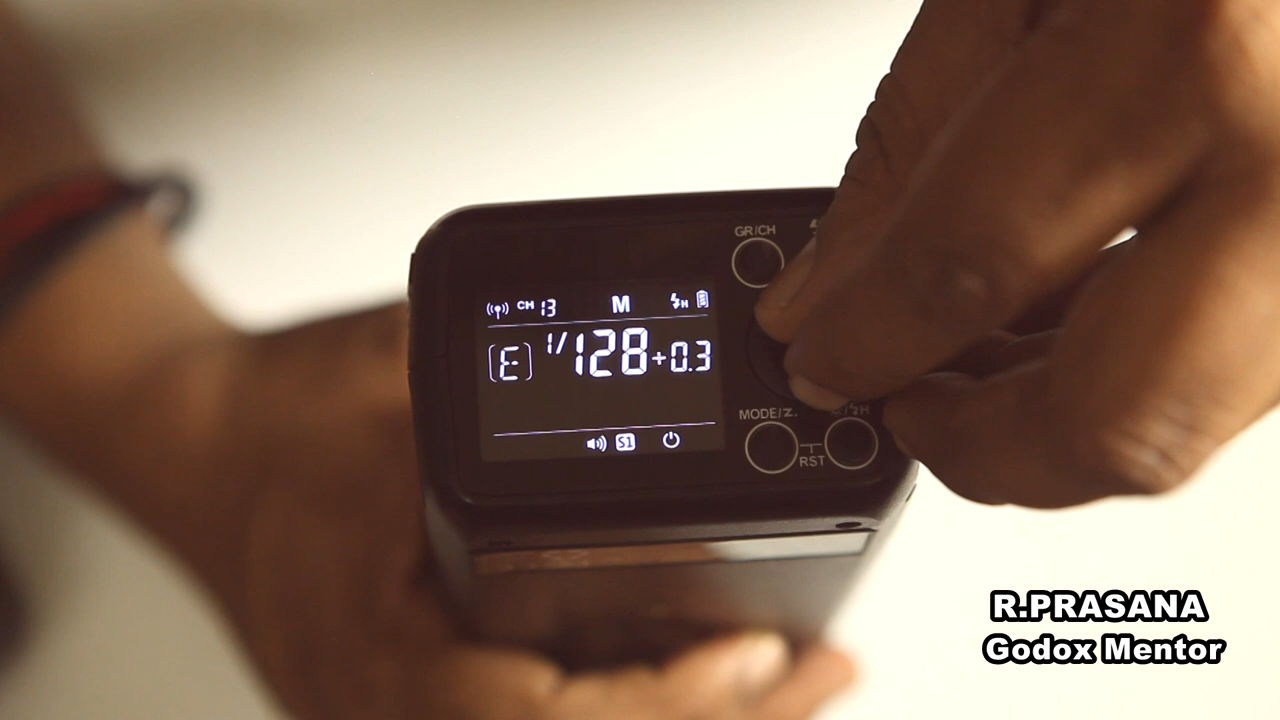 GR/CH
CH 13 M H
[E] 1/128+0.3
S1
MODE/Z.
RST
R.PRASANA
Godox Mentor